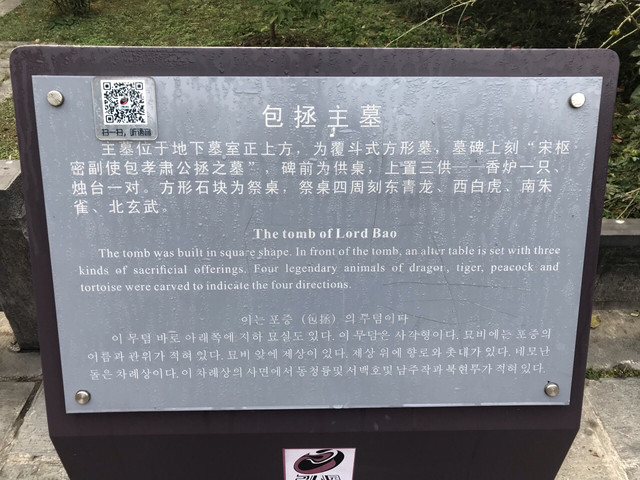 扫一扫，听语音
包拯主墓
主墓位于地下墓室正上方，为覆斗式方形墓，墓碑上刻“宋枢
密副使包孝肃公拯之墓”，碑前为供桌，上置三供——香炉一只、
烛台一对。方形石块为祭桌，祭桌四周刻东青龙、西白虎、南朱
雀、北玄武。
The tomb of Lord Bao
The tomb was built in square shape. In front of the tomb, an alter table is set with three
kinds of sacrificial offerings. Four legendary animals of dragon, tiger, peacock and
tortoise were carved to indicate the four directions.
이는 포증 (包拯) 의 무덤이다
이 무덤 바로 아래쪽에 지하 묘실도 있다. 이 무덤은 사각형이다. 묘비에는 포증의
이름과 관위가 적혀 있다. 묘비 앞에 제상이 있다. 제상 위에 향로와 촛대가 있다. 네모난
돌은 차례상이다. 이 차례상의 사면에서 동청룡및 서백호및 남주작과 북현무가 적혀 있다.